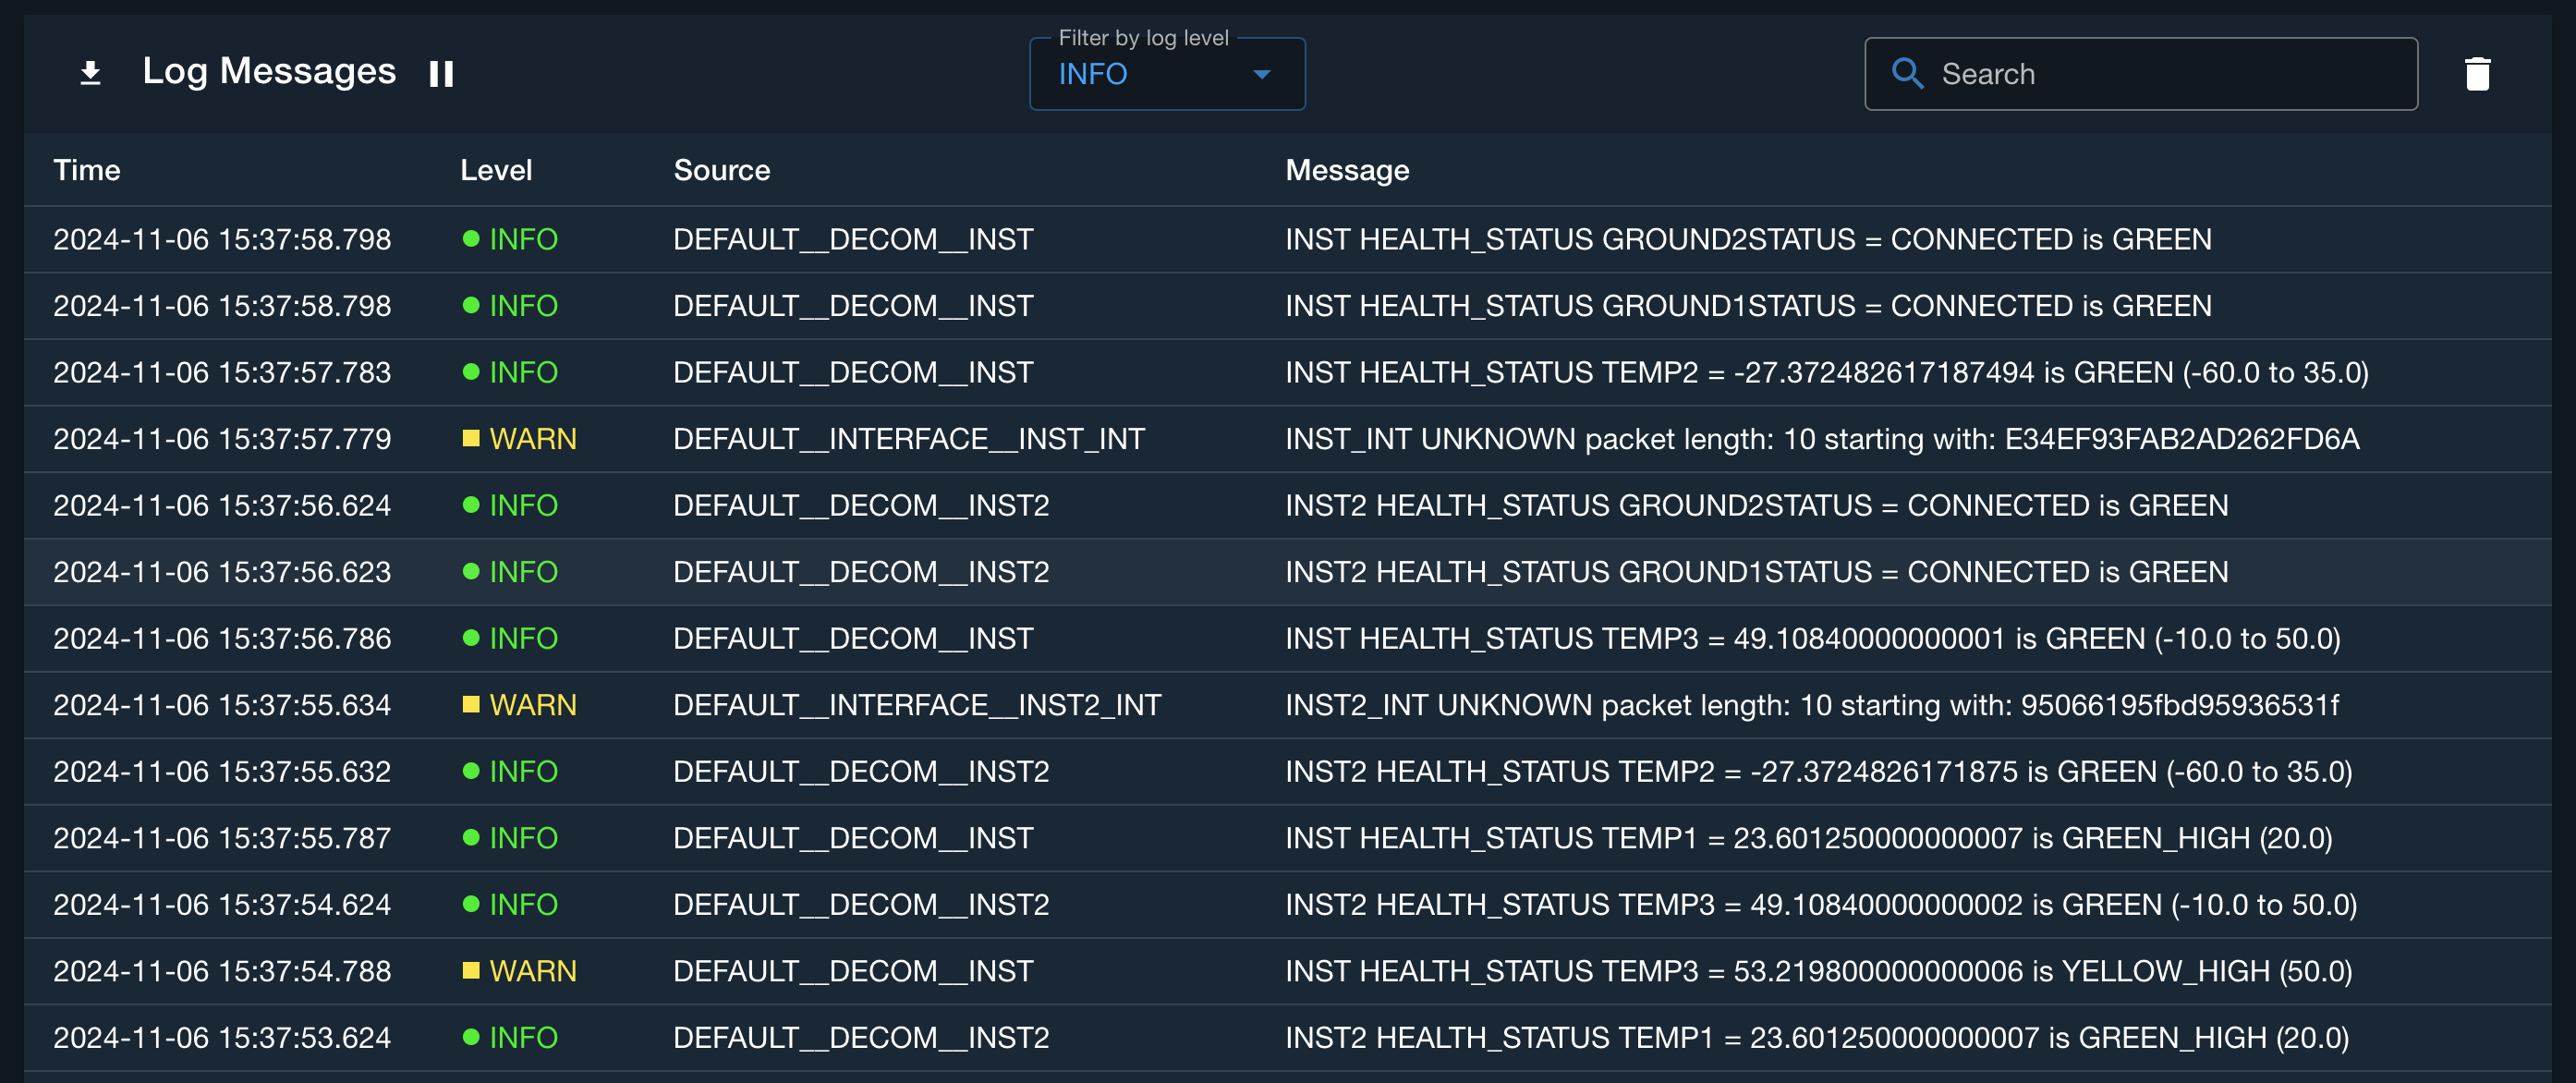 Filter by log level
Log Messages INFO Search
Time Level Source Message
2024-11-06 15:37:58.798 INFO DEFAULT__DECOM__INST INST HEALTH_STATUS GROUND2STATUS = CONNECTED is GREEN
2024-11-06 15:37:58.798 INFO DEFAULT__DECOM__INST INST HEALTH_STATUS GROUND1STATUS = CONNECTED is GREEN
2024-11-06 15:37:57.783 INFO DEFAULT__DECOM__INST INST HEALTH_STATUS TEMP2 = -27.372482617187494 is GREEN (-60.0 to 35.0)
2024-11-06 15:37:57.779 WARN DEFAULT__INTERFACE__INST_INT INST_INT UNKNOWN packet length: 10 starting with: E34EF93FAB2AD262FD6A
2024-11-06 15:37:56.624 INFO DEFAULT__DECOM__INST2 INST2 HEALTH_STATUS GROUND2STATUS = CONNECTED is GREEN
2024-11-06 15:37:56.623 INFO DEFAULT__DECOM__INST2 INST2 HEALTH_STATUS GROUND1STATUS = CONNECTED is GREEN
2024-11-06 15:37:56.786 INFO DEFAULT__DECOM__INST INST HEALTH_STATUS TEMP3 = 49.10840000000001 is GREEN (-10.0 to 50.0)
2024-11-06 15:37:55.634 WARN DEFAULT__INTERFACE__INST2_INT INST2_INT UNKNOWN packet length: 10 starting with: 95066195fbd95936531f
2024-11-06 15:37:55.632 INFO DEFAULT__DECOM__INST2 INST2 HEALTH_STATUS TEMP2 = -27.3724826171875 is GREEN (-60.0 to 35.0)
2024-11-06 15:37:55.787 INFO DEFAULT__DECOM__INST INST HEALTH_STATUS TEMP1 = 23.601250000000007 is GREEN_HIGH (20.0)
2024-11-06 15:37:54.624 INFO DEFAULT__DECOM__INST2 INST2 HEALTH_STATUS TEMP3 = 49.10840000000002 is GREEN (-10.0 to 50.0)
2024-11-06 15:37:54.788 WARN DEFAULT__DECOM__INST INST HEALTH_STATUS TEMP3 = 53.219800000000006 is YELLOW_HIGH (50.0)
2024-11-06 15:37:53.624 INFO DEFAULT__DECOM__INST2 INST2 HEALTH_STATUS TEMP1 = 23.601250000000007 is GREEN_HIGH (20.0)